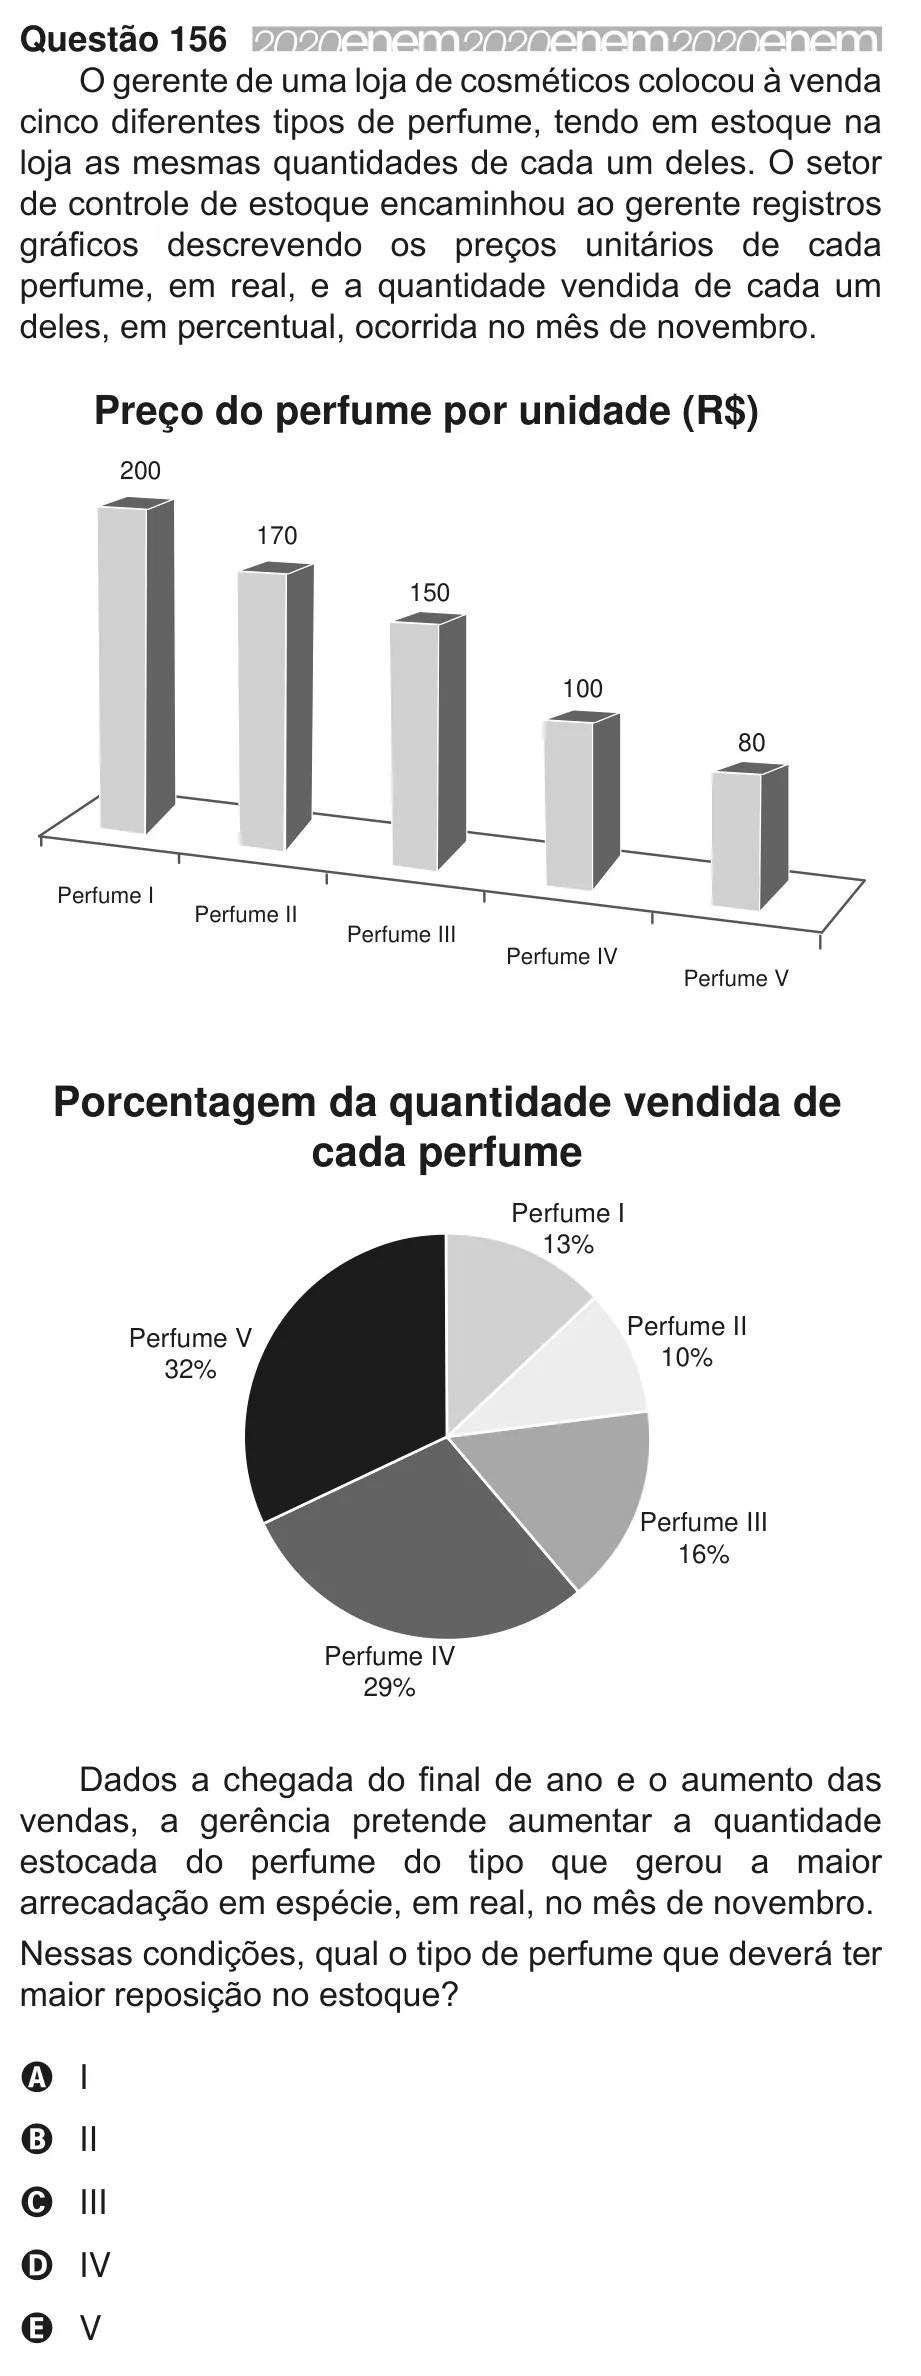 Questão 156 2020enem2020enem2020enem
O gerente de uma loja de cosméticos colocou à venda
cinco diferentes tipos de perfume, tendo em estoque na
loja as mesmas quantidades de cada um deles. O setor
de controle de estoque encaminhou ao gerente registros
gráficos descrevendo os preços unitários de cada
perfume, em real, e a quantidade vendida de cada um
deles, em percentual, ocorrida no mês de novembro.
Preço do perfume por unidade (R$)
200
170
150
100
80
Perfume I
Perfume II
Perfume III
Perfume IV
Perfume V
Porcentagem da quantidade vendida de
cada perfume
Perfume I
13%
Perfume II
10%
Perfume V
32%
Perfume III
16%
Perfume IV
29%
Dados a chegada do final de ano e o aumento das
vendas, a gerência pretende aumentar a quantidade
estocada do perfume do tipo que gerou a maior
arrecadação em espécie, em real, no mês de novembro.
Nessas condições, qual o tipo de perfume que deverá ter
maior reposição no estoque?
A I
B II
C III
D IV
E V